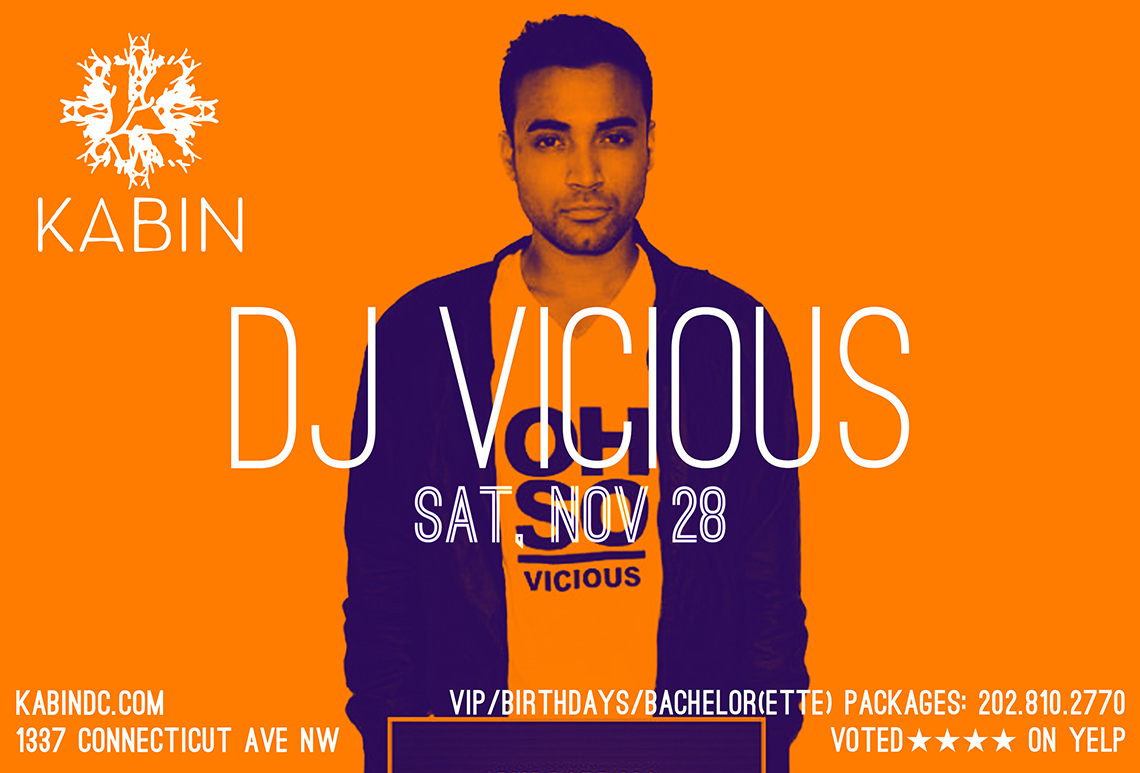 KABIN
DJ VICIOUS
OH
SO
VICIOUS
SAT, NOV 28
KABINDC.COM
1337 CONNECTICUT AVE NW
VIP/BIRTHDAYS/BACHELOR(ETTE) PACKAGES: 202.810.2770
VOTED★★★★ ON YELP